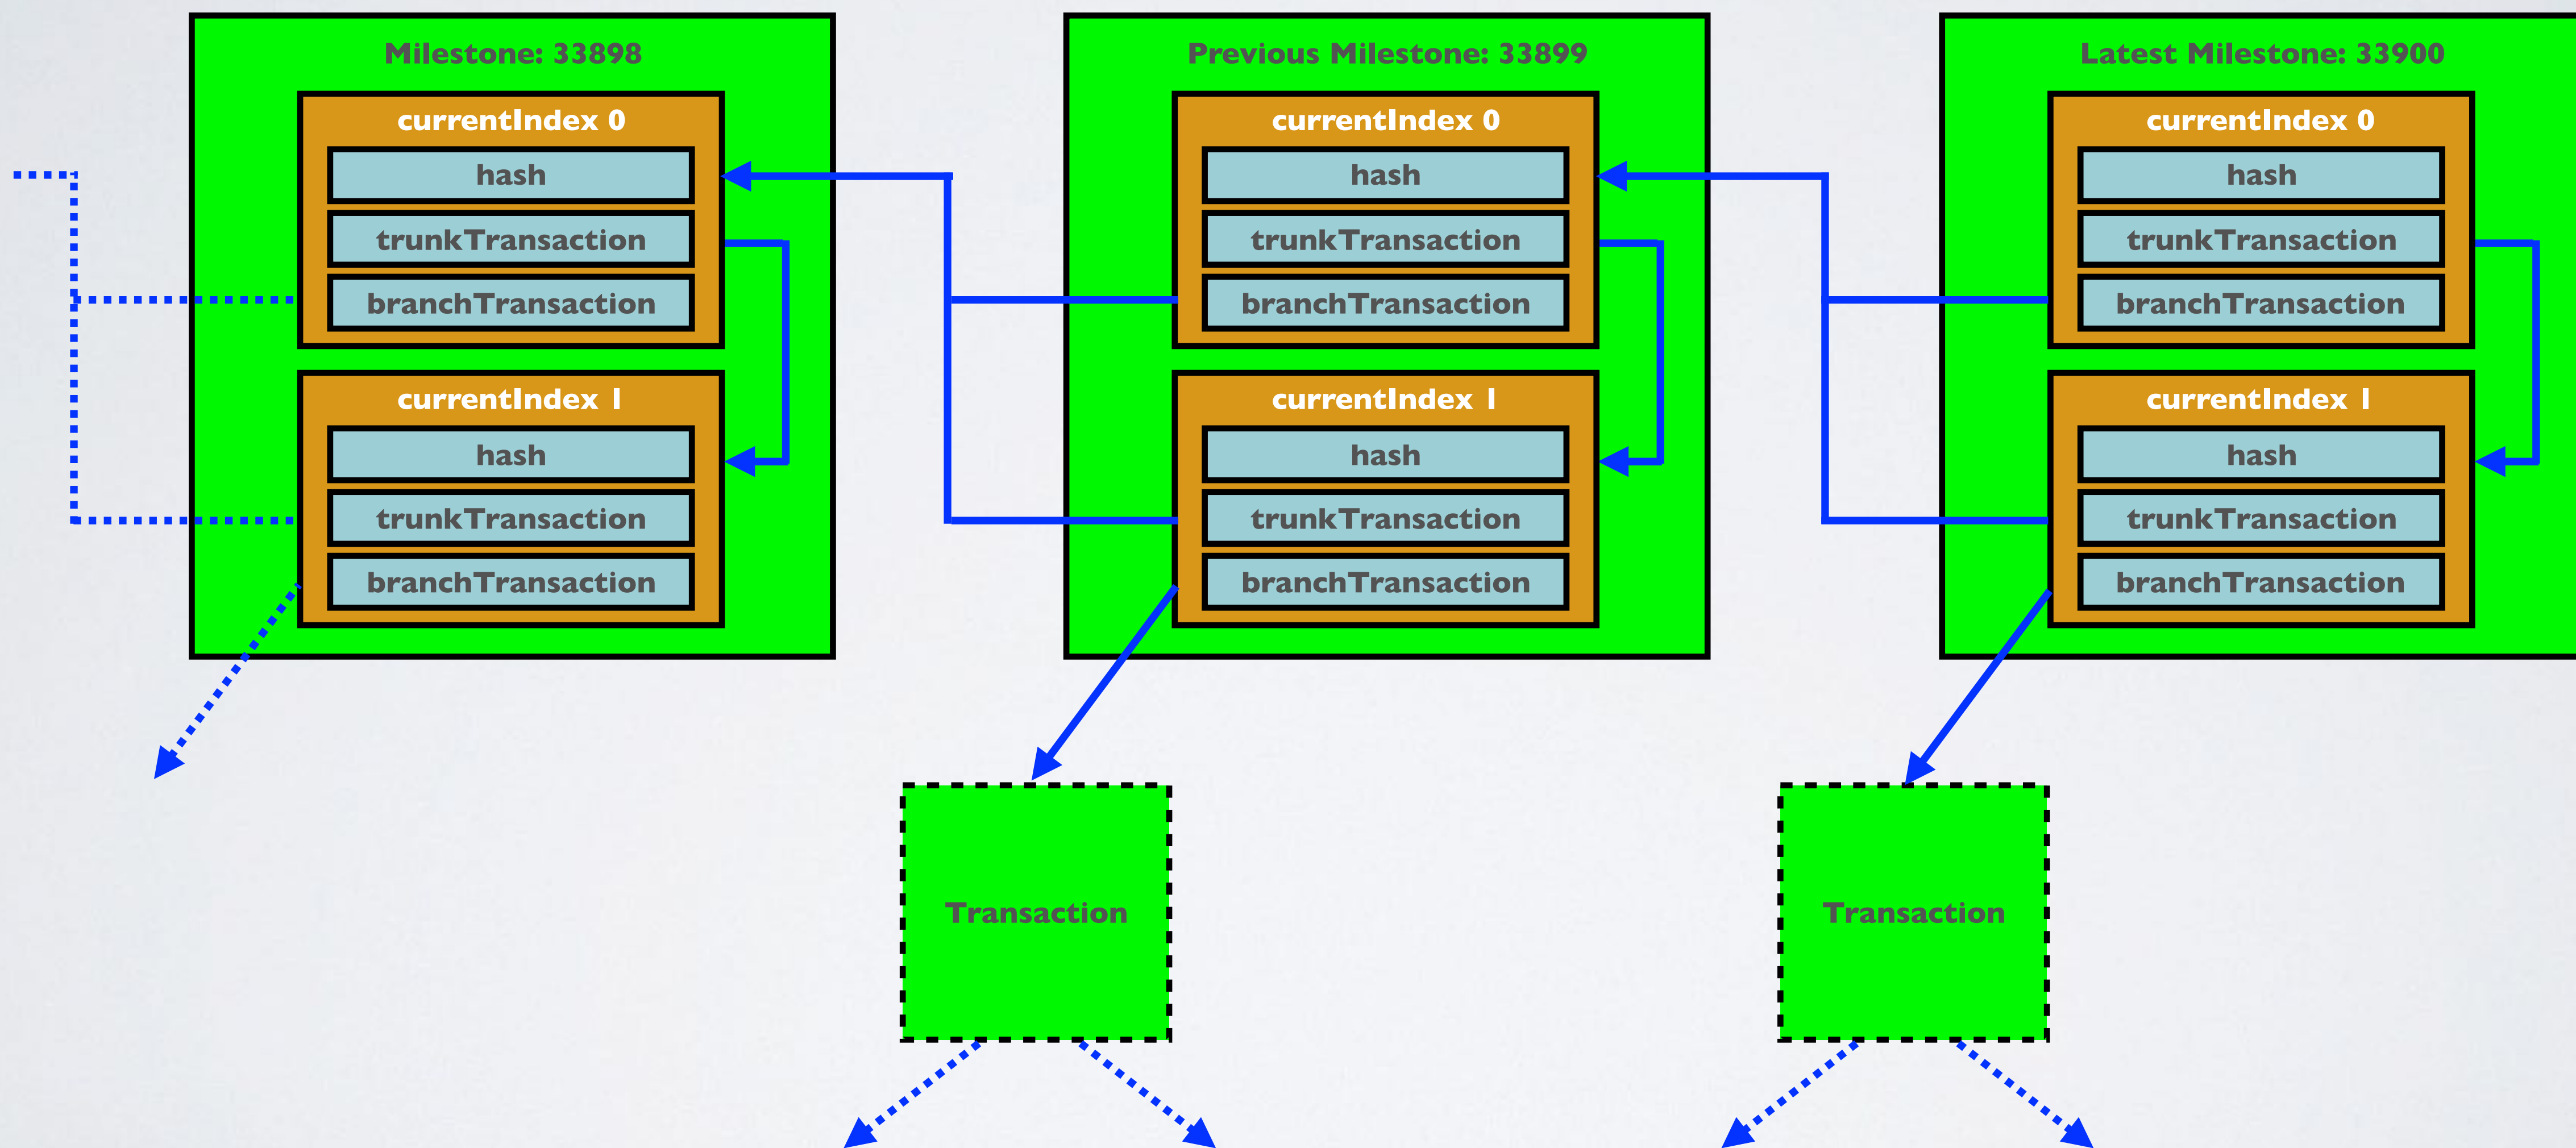 Milestone: 33898
currentIndex 0
hash
trunkTransaction
branchTransaction
currentIndex 1
hash
trunkTransaction
branchTransaction
Previous Milestone: 33899
currentIndex 0
hash
trunkTransaction
branchTransaction
currentIndex 1
hash
trunkTransaction
branchTransaction
Transaction
Latest Milestone: 33900
currentIndex 0
hash
trunkTransaction
branchTransaction
currentIndex 1
hash
trunkTransaction
branchTransaction
Transaction